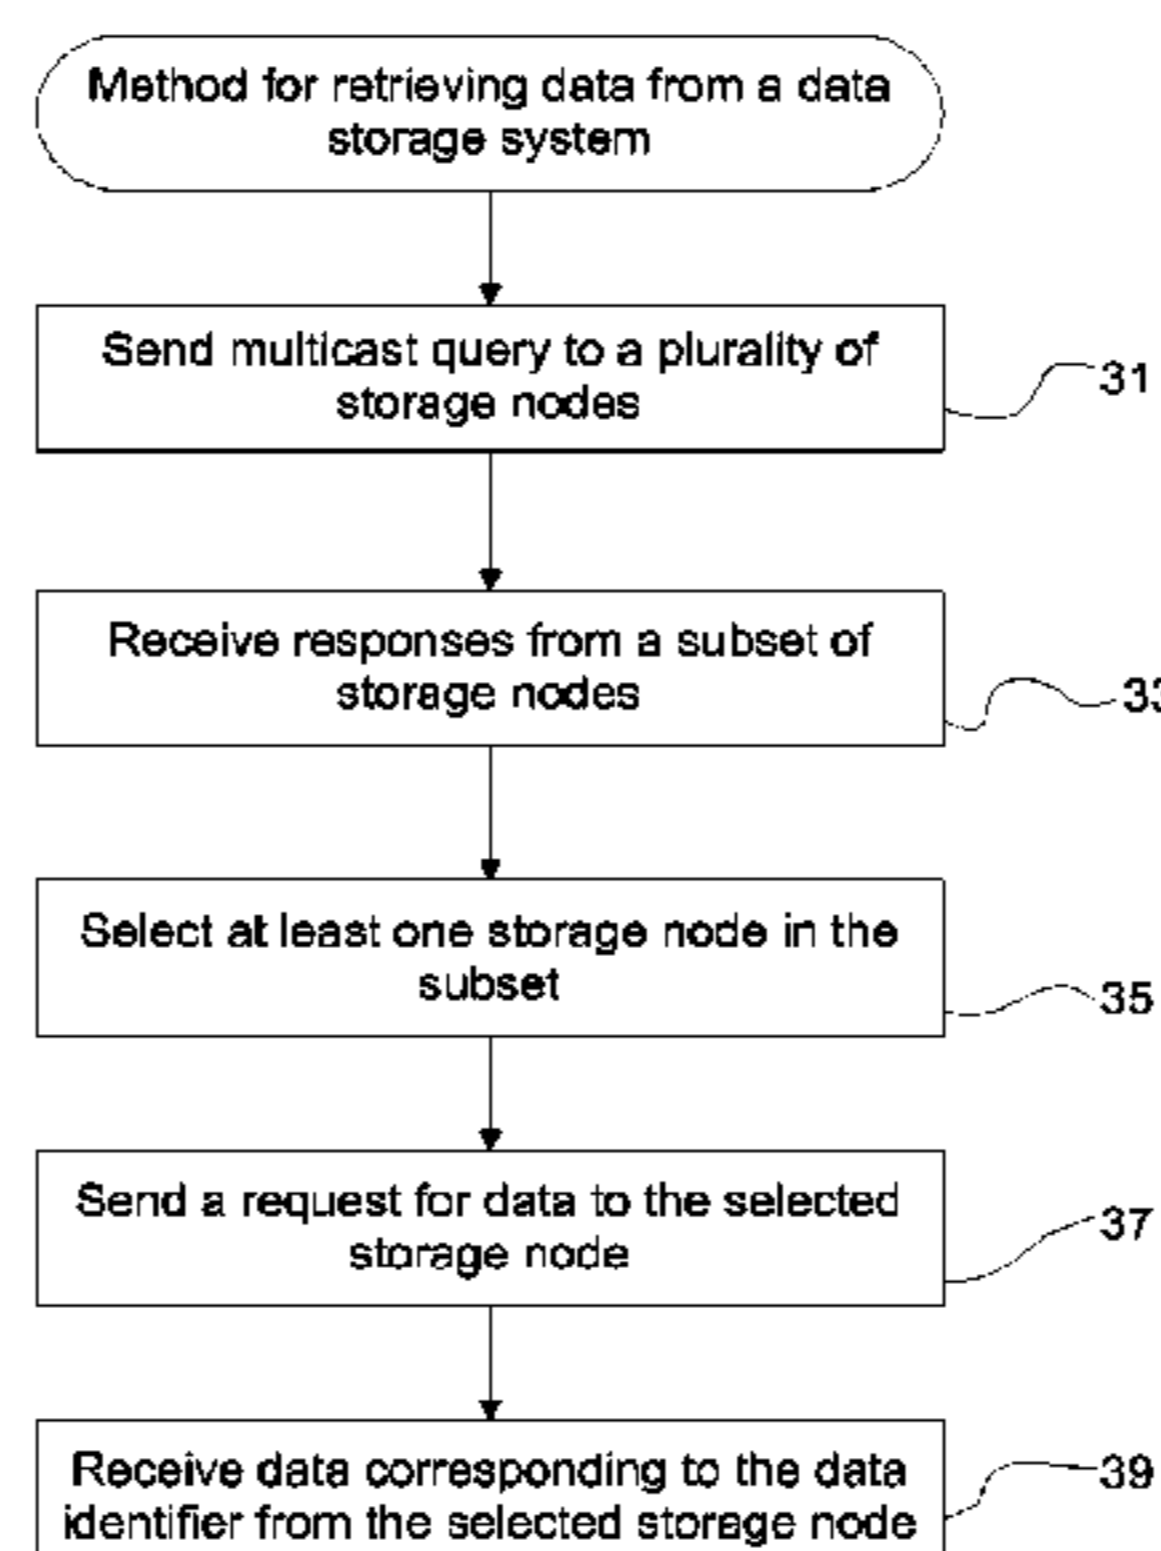 Method for retrieving data from a data
storage system
Send multicast query to a plurality of
storage nodes
31
Receive responses from a subset of
storage nodes
33
Select at least one storage node in the
subset
35
Send a request for data to the selected
storage node
37
Receive data corresponding to the data
identifier from the selected storage node
39